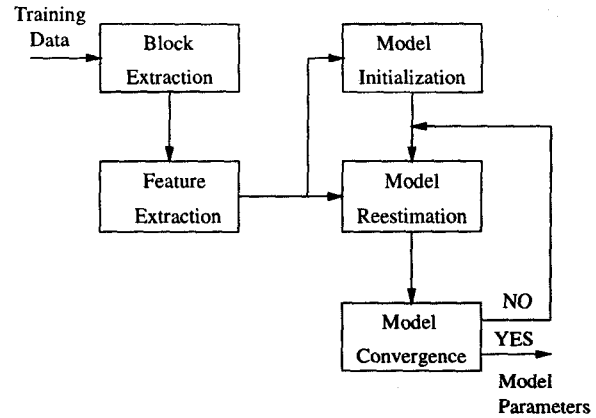 Training
Data
Block
Extraction
Model
Initialization
Feature
Extraction
Model
Reestimation
Model
Convergence
NO
YES
Model
Parameters